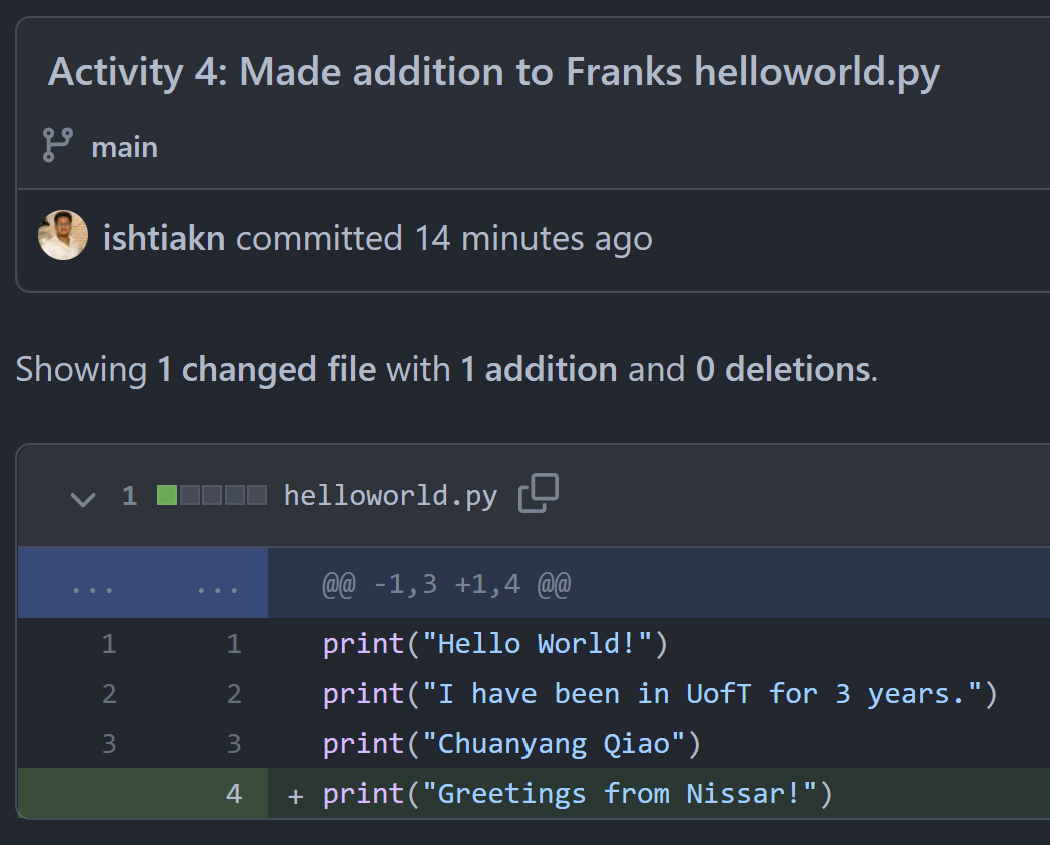 Activity 4: Made addition to Franks helloworld.py
main
ishtiakn committed 14 minutes ago
Showing 1 changed file with 1 addition and 0 deletions.
1 helloworld.py
... ... @@ -1,3 +1,4 @@
1 1 print("Hello World!")
2 2 print("I have been in UofT for 3 years.")
3 3 print("Chuanyang Qiao")
4 + print("Greetings from Nissar!")